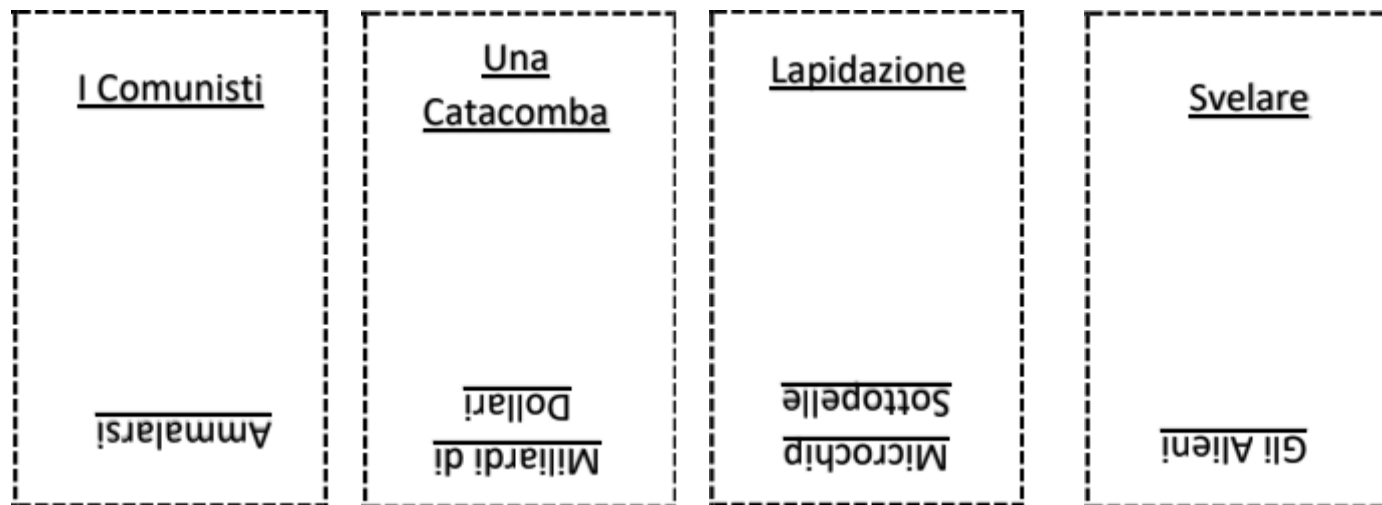 I Comunisti
Ammalarsi
Una
Catacomba
Miliardi di
Dollari
Lapidazione
Microchip
Sottopelle
Svelare
Gli Alieni